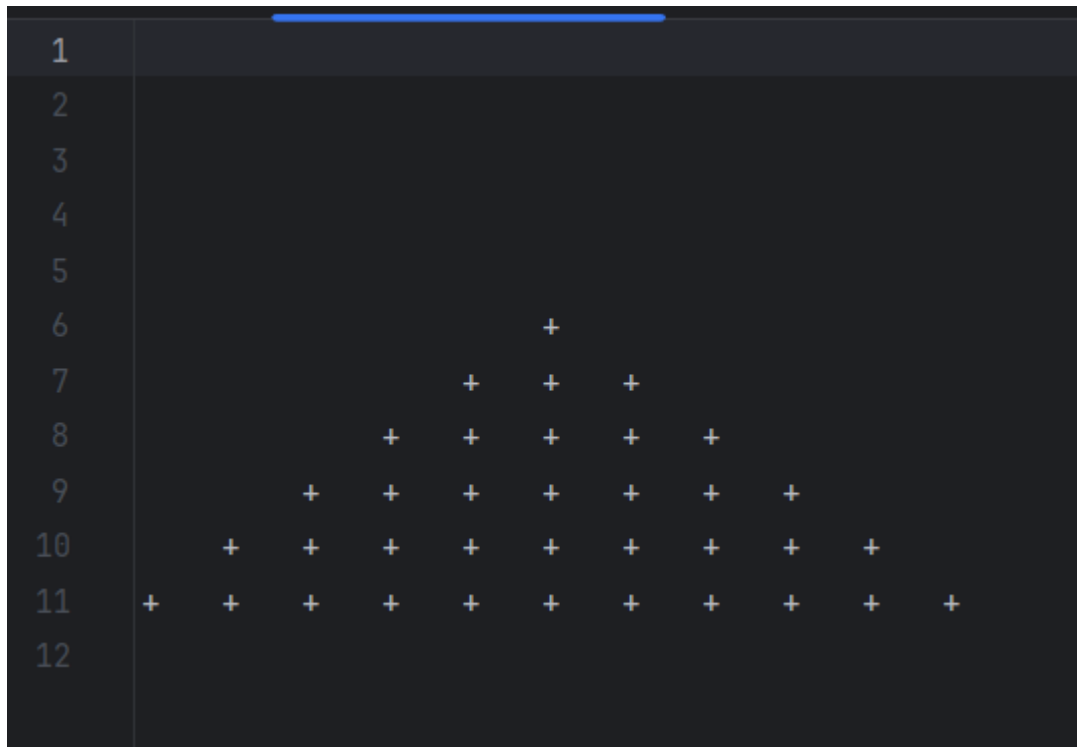 1
2
3
4
5
6 +
7 + + +
8 + + + + +
9 + + + + + + +
10 + + + + + + + + +
11 + + + + + + + + + + +
12